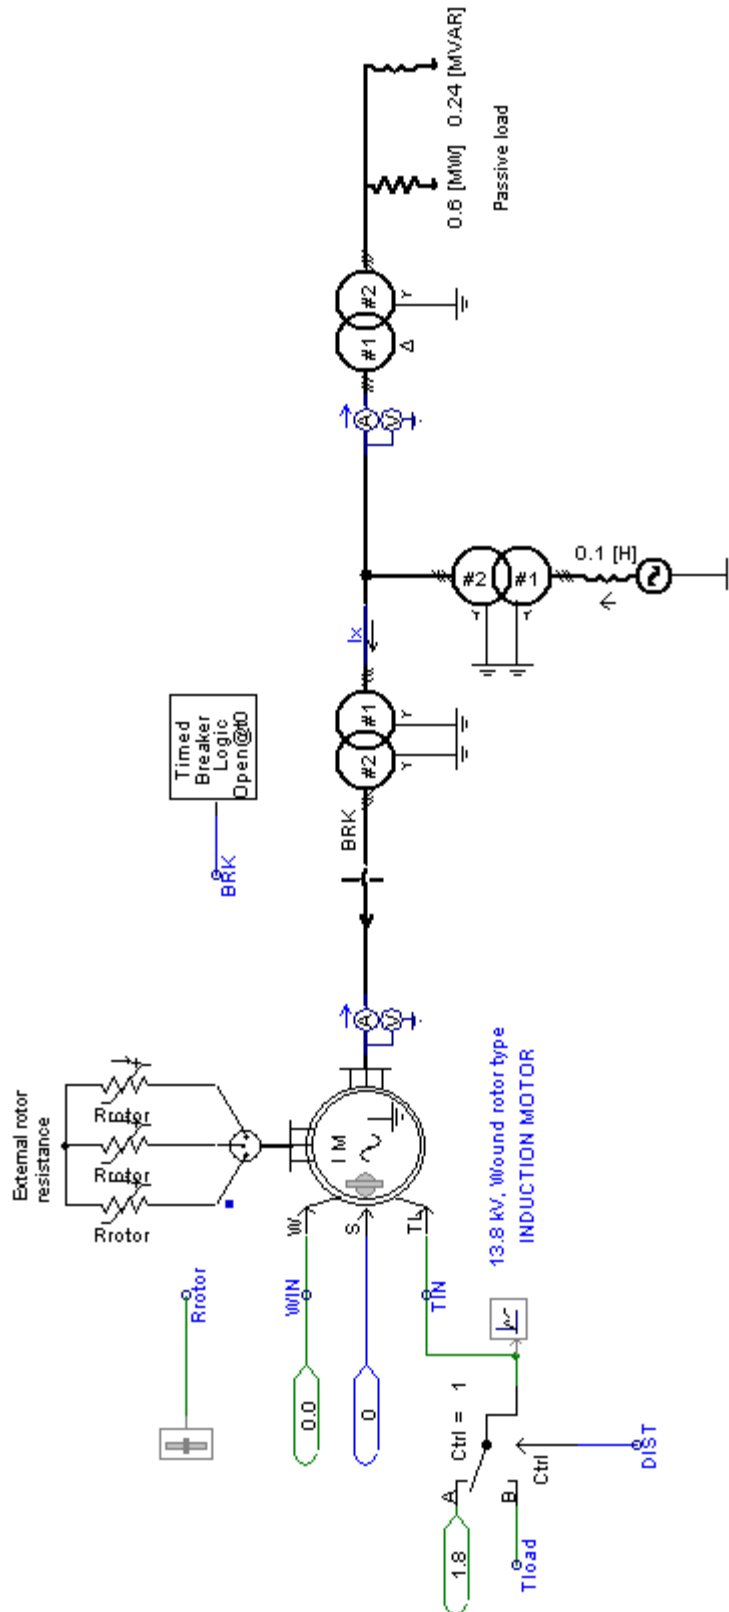 External rotor
resistance
Rrotor
Rrotor
Rrotor
Rrotor
Timed
Breaker
Logic
Open@t0
BRK
BRK
Ix
A
V
#2
#1
#1
#2
Y
Y
#1
#2
Δ
Y
A
V
0.6 [MW]
0.24 [MVAR]
Passive load
#2
#1
Y
Y
0.1 [H]
I M
W
S
TL
WIN
TIN
0.0
0
13.8 kV, Wound rotor type
INDUCTION MOTOR
1.8
A
B
Ctrl = 1
Ctrl
Tload
DIST